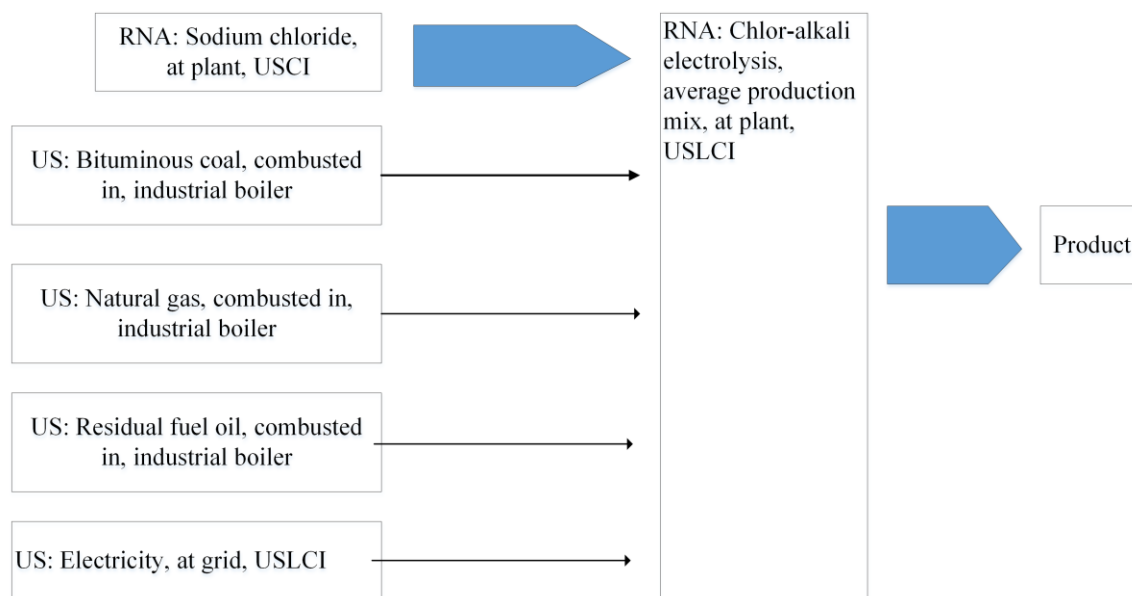 RNA: Sodium chloride,
at plant, USCI
RNA: Chlor-alkali
electrolysis,
average production
mix, at plant,
USLCI
US: Bituminous coal, combusted
in, industrial boiler
Product
US: Natural gas, combusted in,
industrial boiler
US: Residual fuel oil, combusted
in, industrial boiler
US: Electricity, at grid, USLCI